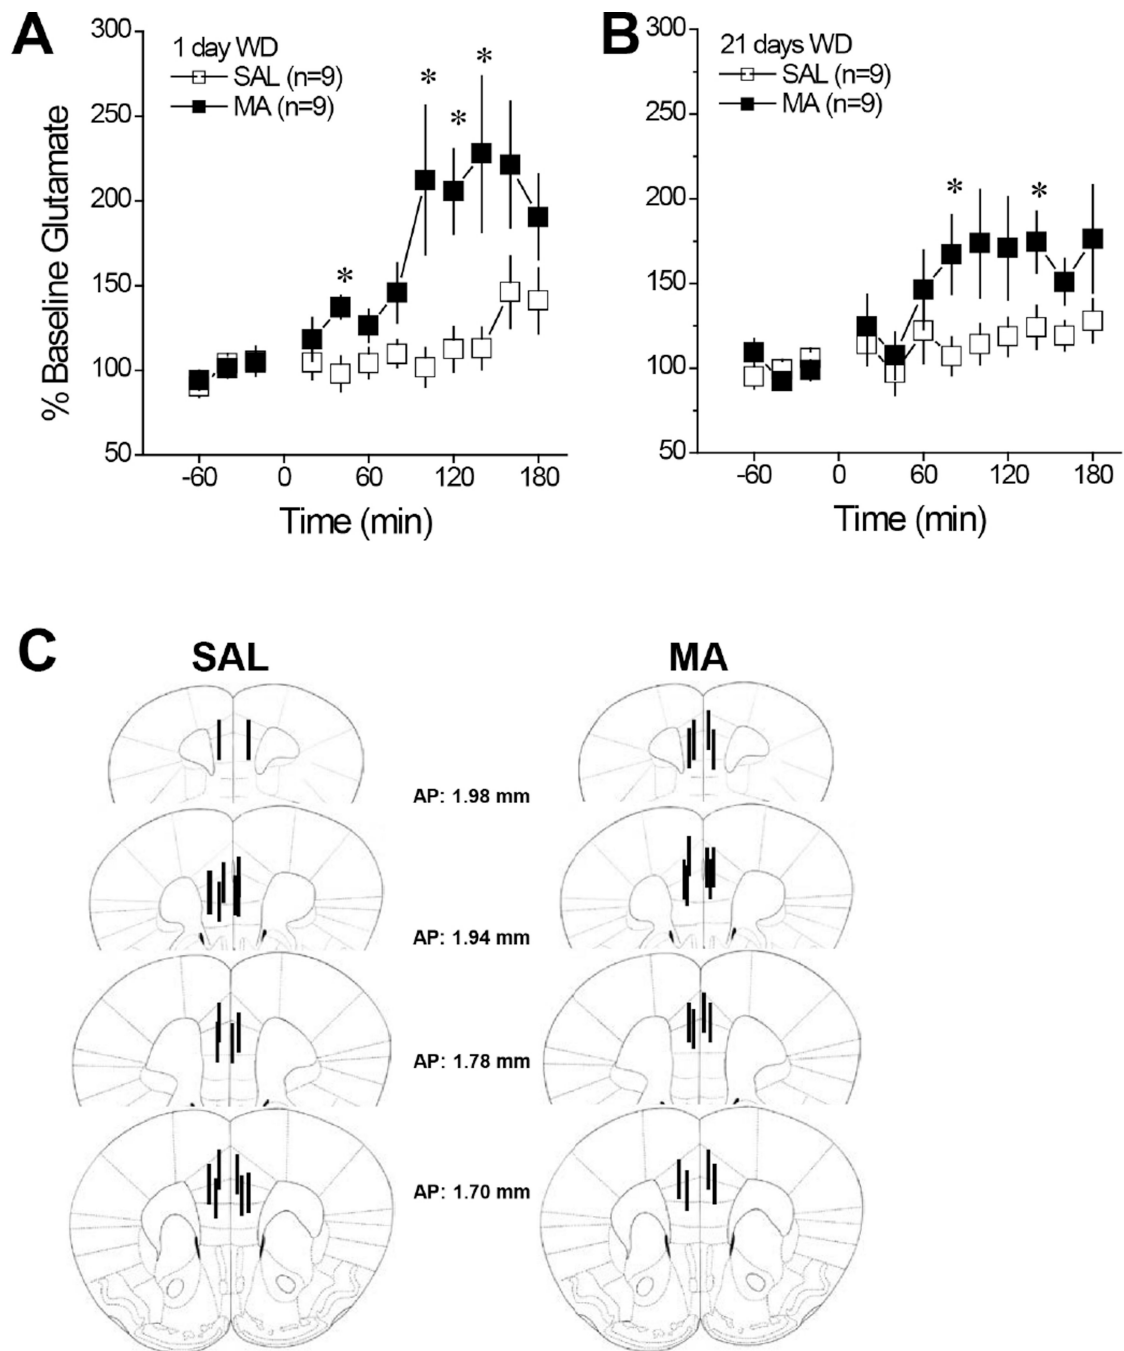 A
300
250
200
150
100
50
% Baseline Glutamate
1 day WD
SAL (n=9)
MA (n=9)
*
*
*
*
-60 0 60 120 180
Time (min)
B
300
250
200
150
100
50
21 days WD
SAL (n=9)
MA (n=9)
*
*
-60 0 60 120 180
Time (min)
C
SAL MA
AP: 1.98 mm
AP: 1.94 mm
AP: 1.78 mm
AP: 1.70 mm